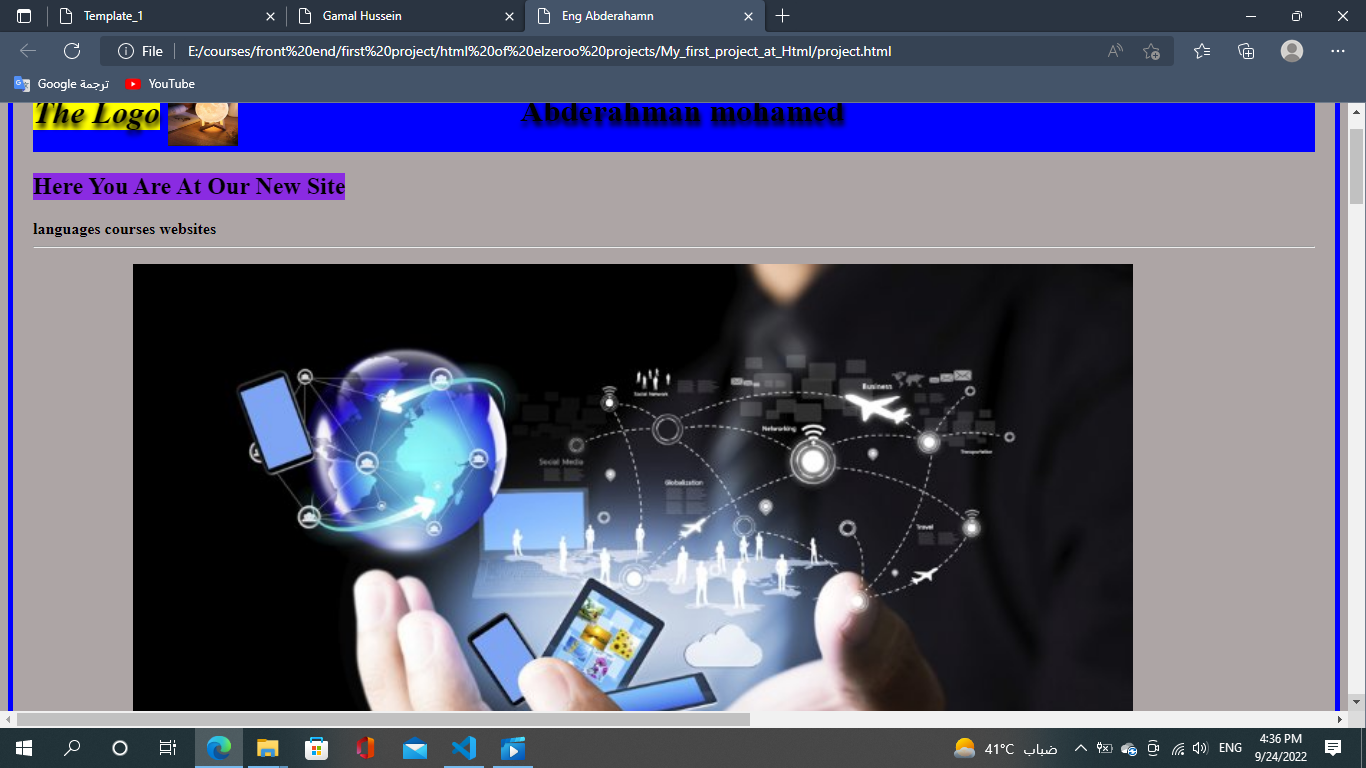 Template_1
Gamal Hussein
Eng Abderahamn
File
E:/courses/front%20end/first%20project/html%20of%20elzeroo%20projects/My_first_project_at_Html/project.html
Google ترجمة
YouTube
The Logo
Abderahman mohamed
Here You Are At Our New Site
languages courses websites
Social Network
Business
Networking
Transportation
Social Media
Globalization
Travel
41°C ضباب
ENG
4:36 PM
9/24/2022